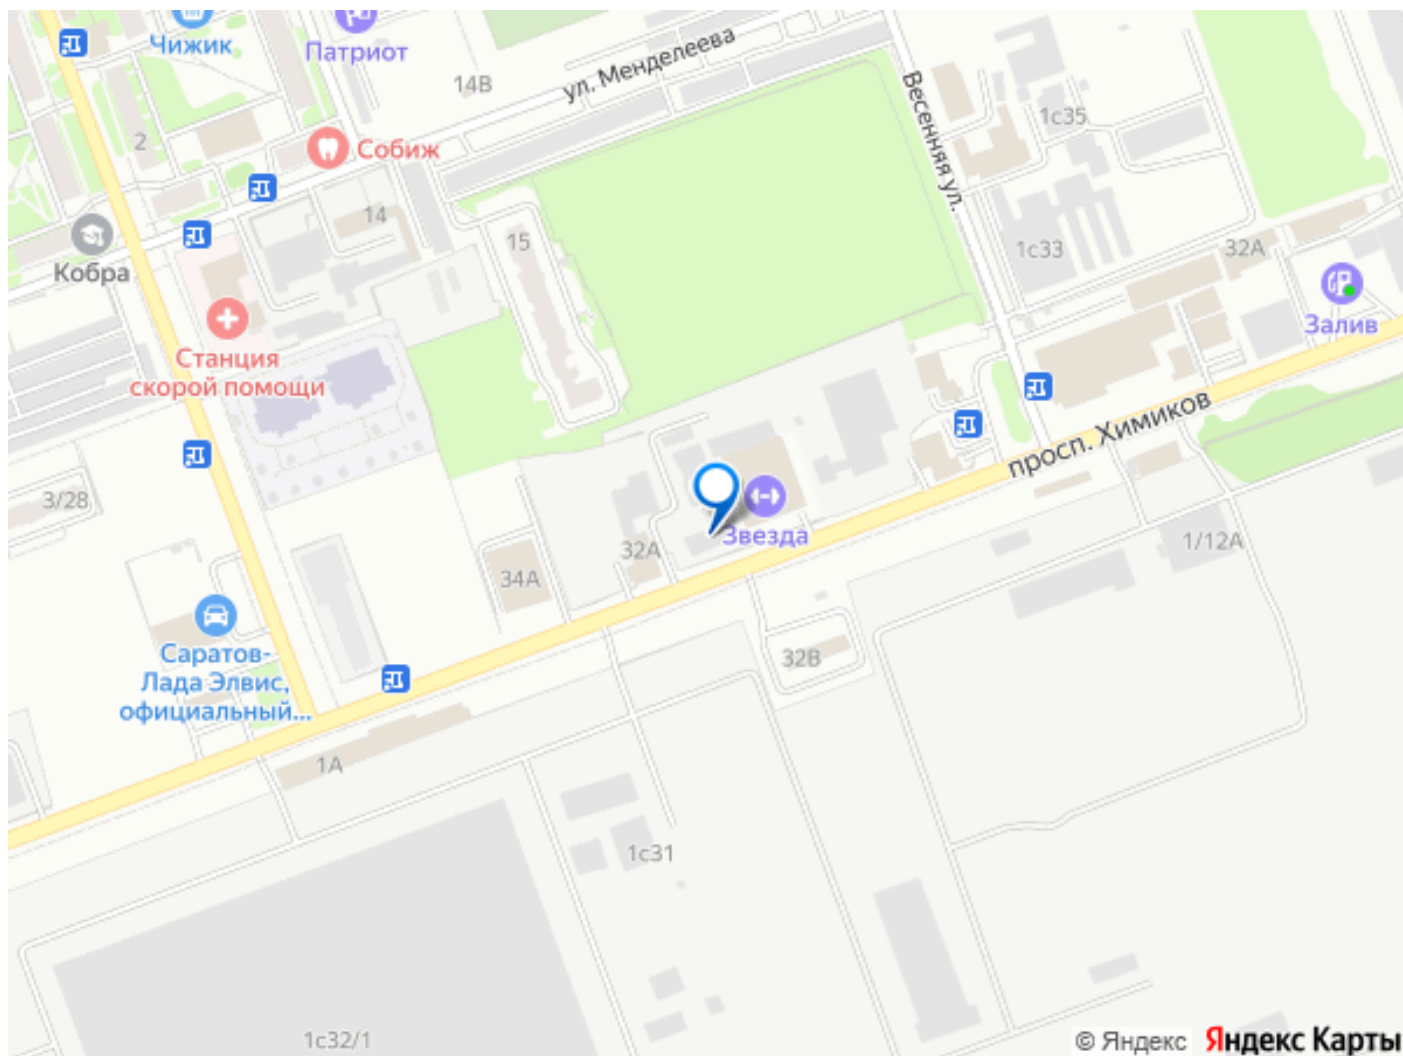 Чижик
Патриот
14В
ул. Менделеева
Весенняя ул.
1с35
2
Собиж
14
15
Кобра
1с33
32А
Залив
Станция
скорой помощи
просп. Химиков
3/28
Звезда
32А
34А
1/12А
Саратов-
Лада Элвис,
официальный...
32В
1А
1с31
1с32/1
© Яндекс Яндекс Карты